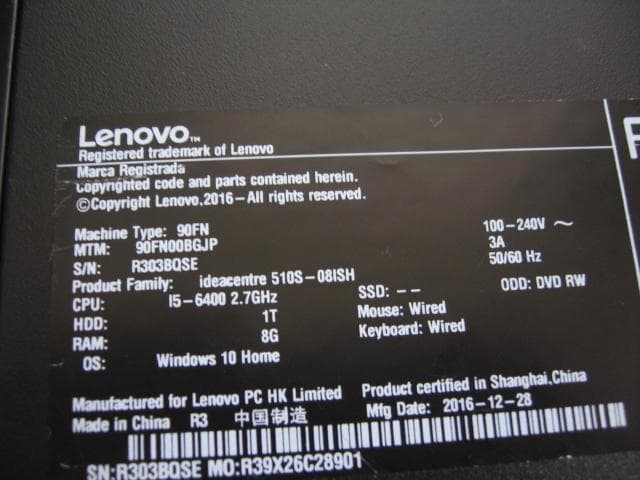 Lenovo™
Registered trademark of Lenovo
Marca Registrada
Copyrighted code and parts contained herein.
©Copyright Lenovo,2016–All rights reserved.
Machine Type: 90FN
MTM: 90FN00BGJP
S/N: R303BQSE
Product Family: ideacentre 510S–08ISH
CPU: I5–6400 2.7GHz
HDD: 1T
RAM: 8G
OS: Windows 10 Home
100–240V ~
3A
50/60 Hz
SSD: –– ODD: DVD RW
Mouse: Wired
Keyboard: Wired
Manufactured for Lenovo PC HK Limited
Made in China R3 中国制造
Product certified in Shanghai,China
Mfg Date: 2016–12–28
SN:R303BQSE MO:R39X26C28901